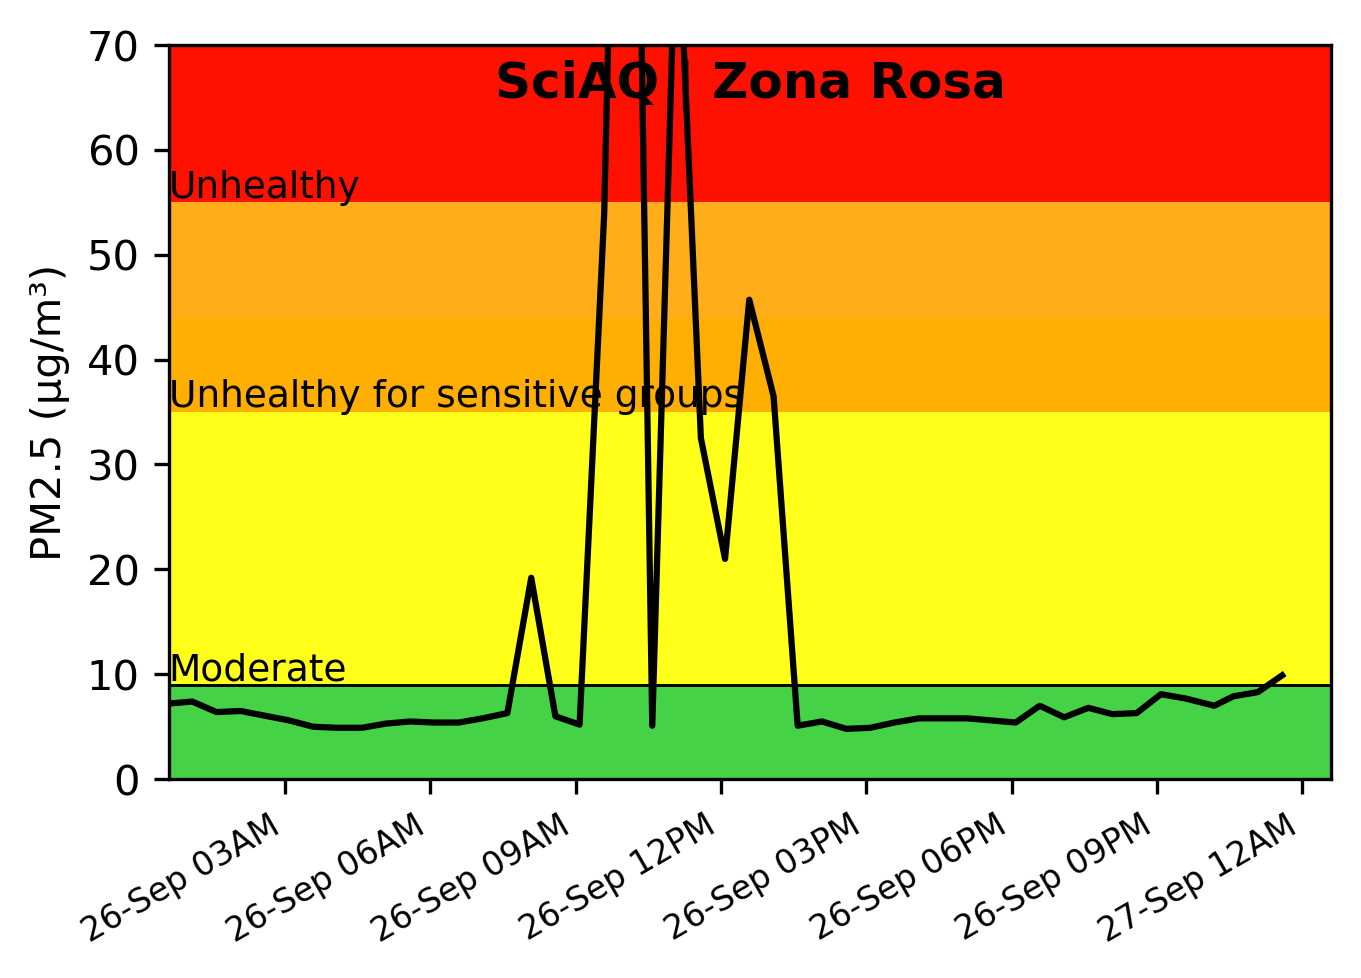 SciAQ | Zona Rosa
70
60
50
40
30
20
10
0
PM2.5 (μg/m³)
Unhealthy
Unhealthy for sensitive groups
Moderate
26-Sep 03AM
26-Sep 06AM
26-Sep 09AM
26-Sep 12PM
26-Sep 03PM
26-Sep 06PM
26-Sep 09PM
27-Sep 12AM